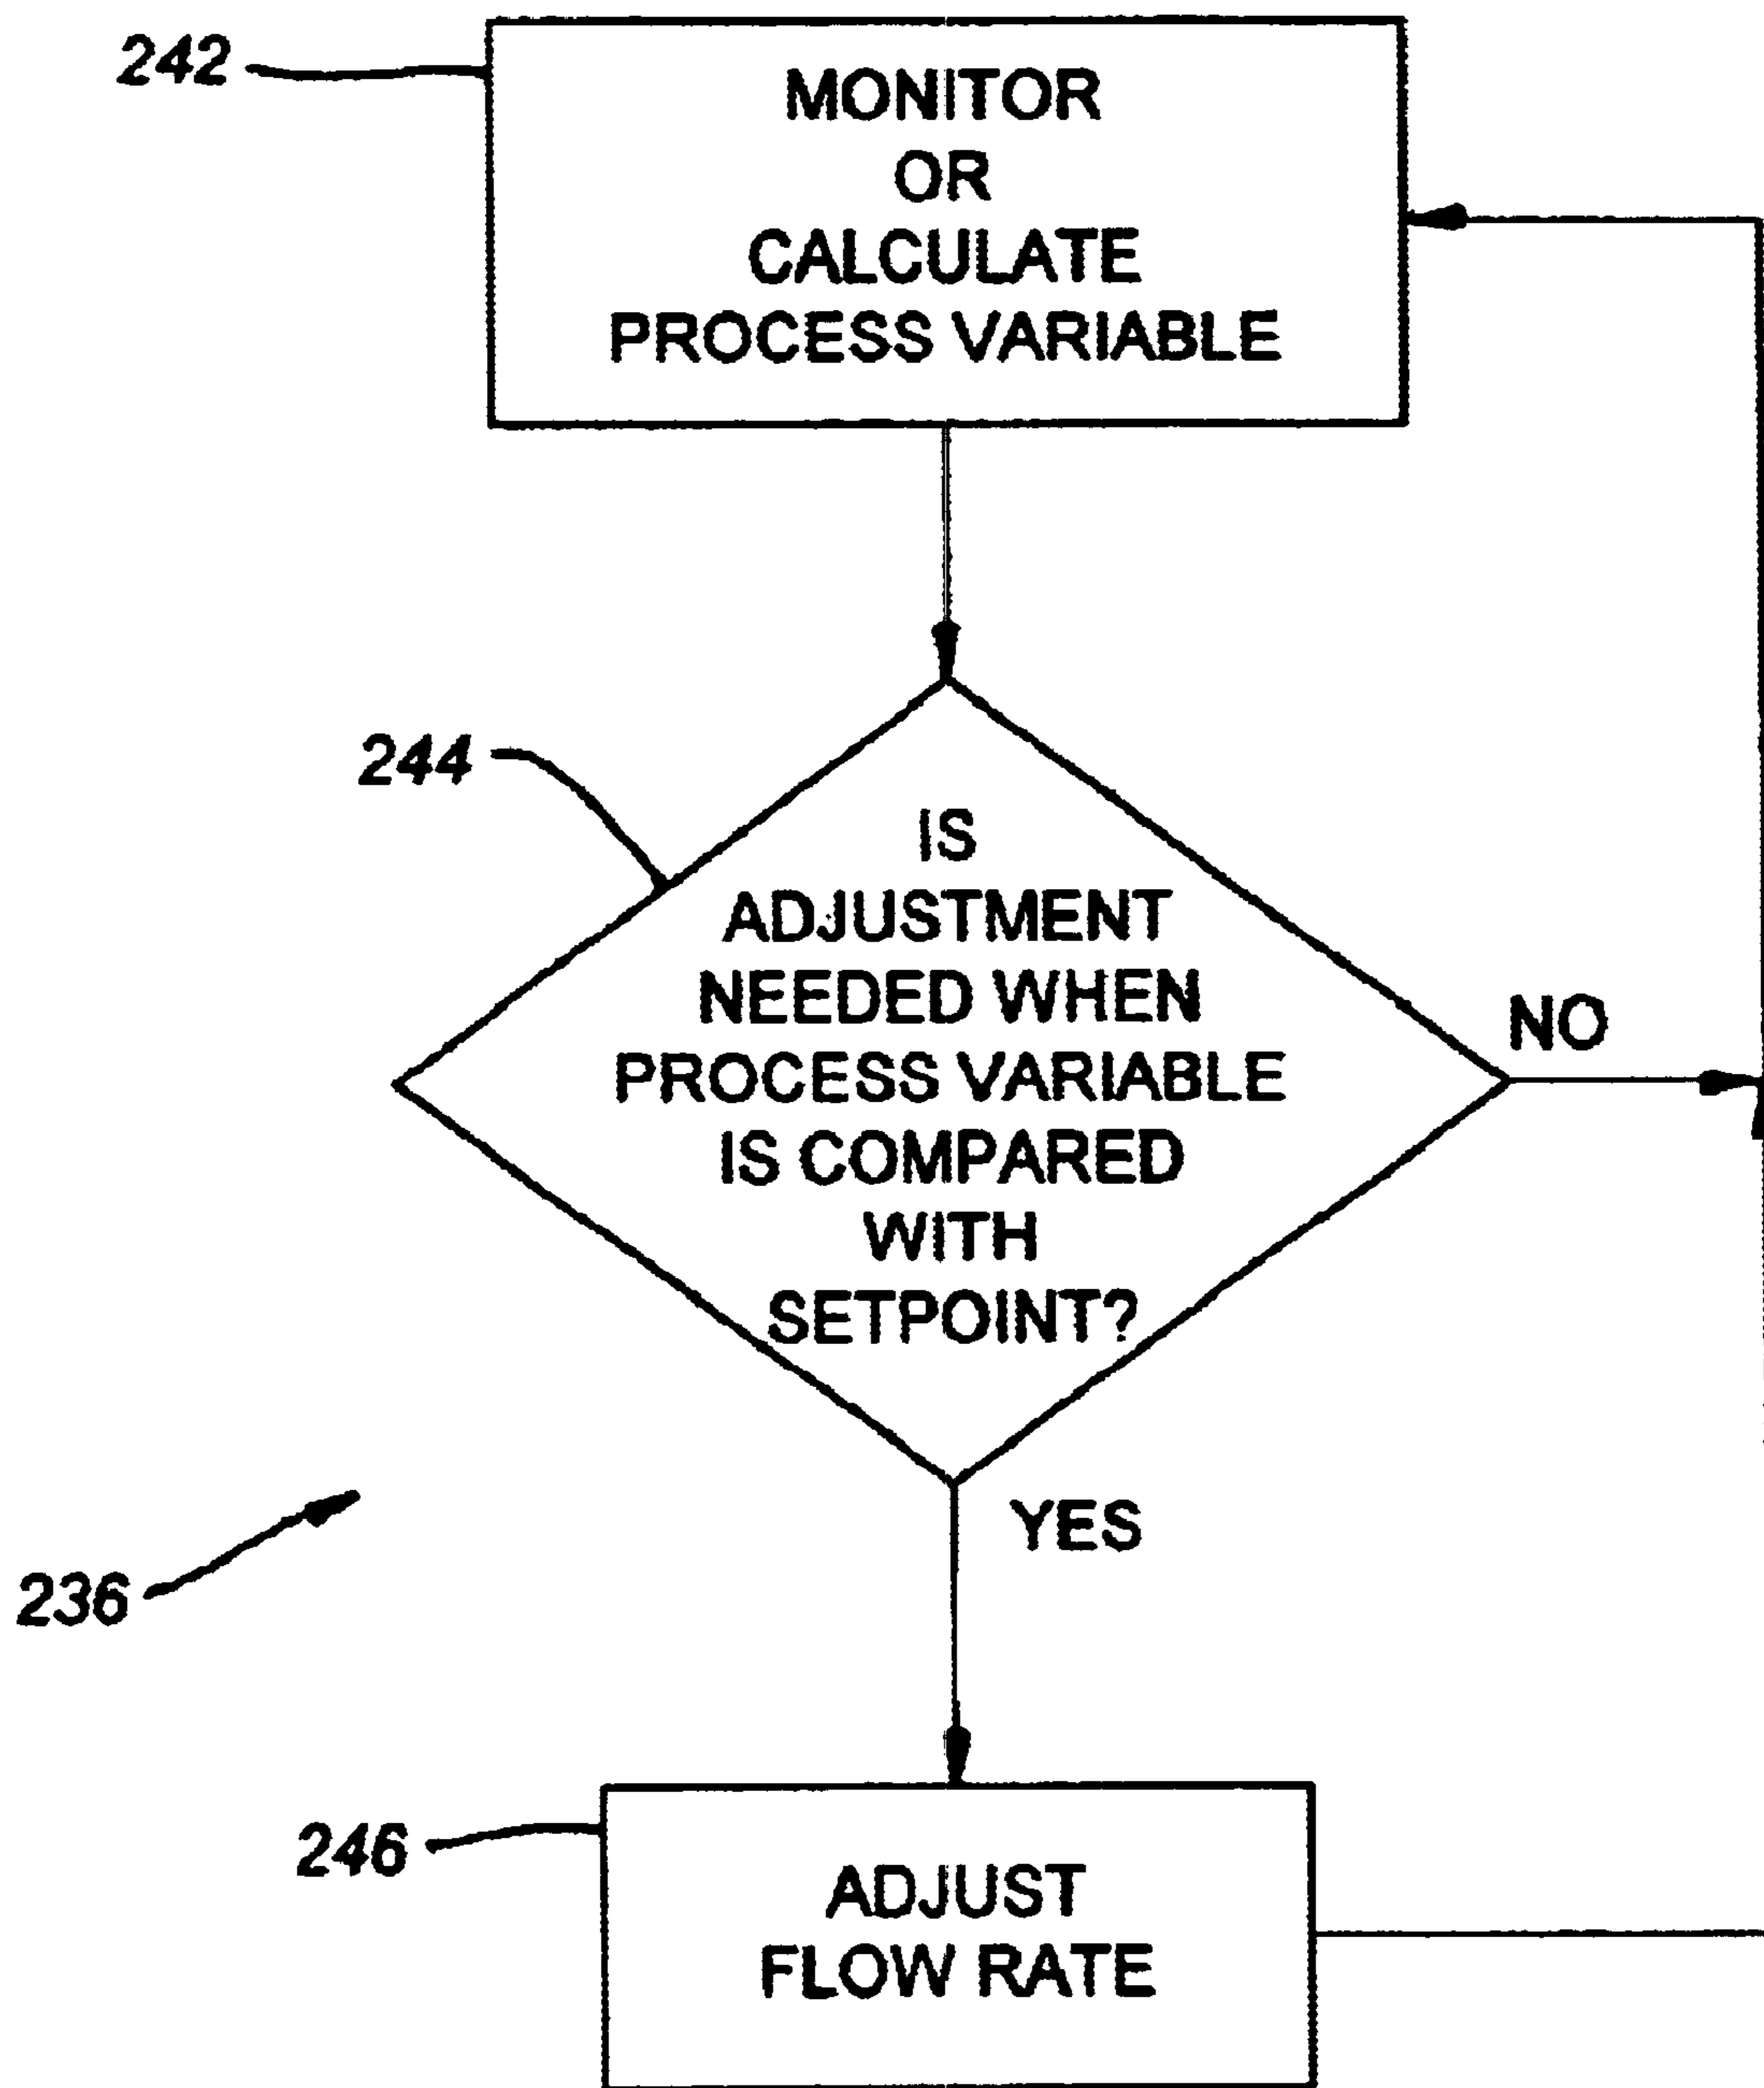 242
MONITOR
OR
CALCULATE
PROCESS VARIABLE
244
IS
ADJUSTMENT
NEEDED WHEN
PROCESS VARIABLE
IS COMPARED
WITH
SETPOINT?
NO
YES
236
246
ADJUST
FLOW RATE